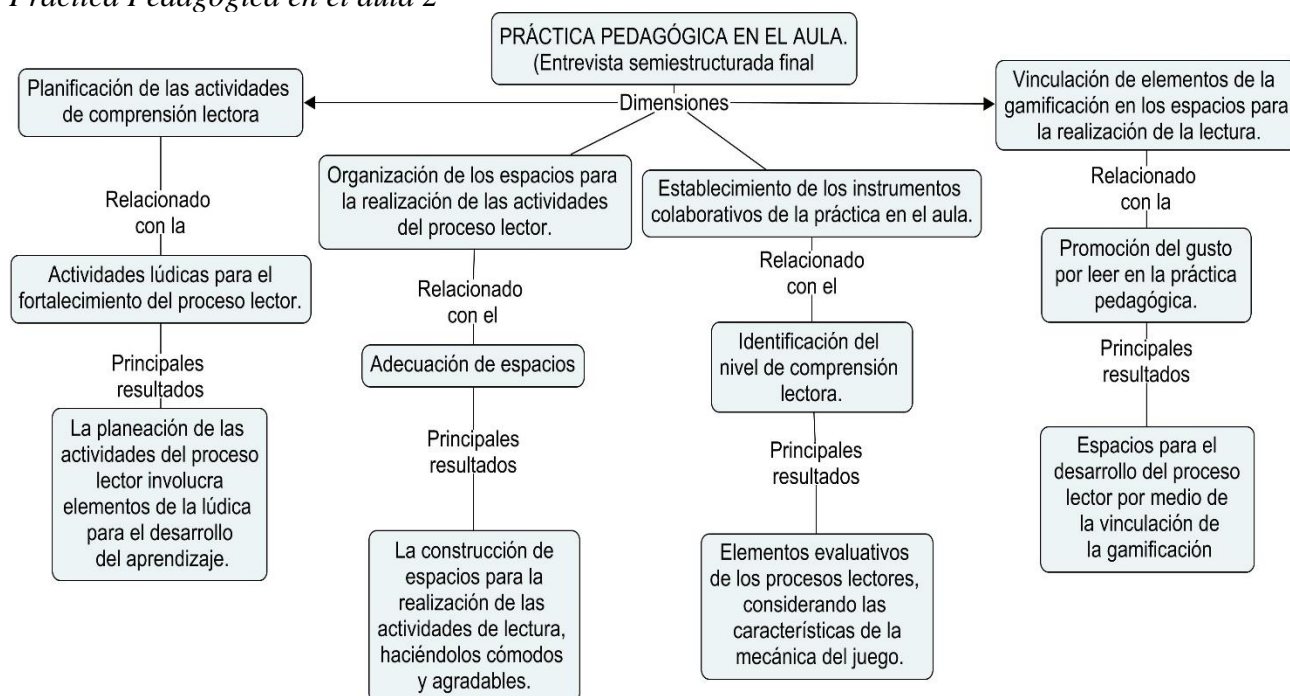 Práctica Pedagógica en el aula 2
PRÁCTICA PEDAGÓGICA EN EL AULA.
(Entrevista semiestructurada final
Dimensiones
Planificación de las actividades
de comprensión lectora
Relacionado
con la
Actividades lúdicas para el
fortalecimiento del proceso lector.
Principales
resultados
La planeación de las
actividades del proceso
lector involucra
elementos de la lúdica
para el desarrollo
del aprendizaje.
Organización de los espacios para
la realización de las actividades
del proceso lector.
Relacionado
con el
Adecuación de espacios
Principales
resultados
La construcción de
espacios para la
realización de las
actividades de lectura,
haciéndolos cómodos
y agradables.
Establecimiento de los instrumentos
colaborativos de la práctica en el aula.
Relacionado
con el
Identificación del
nivel de comprensión
lectora.
Principales
resultados
Elementos evaluativos
de los procesos lectores,
considerando las
características de la
mecánica del juego.
Vinculación de elementos de la
gamificación en los espacios para
la realización de la lectura.
Relacionado
con la
Promoción del gusto
por leer en la práctica
pedagógica.
Principales
resultados
Espacios para el
desarrollo del proceso
lector por medio de
la vinculación de
la gamificación